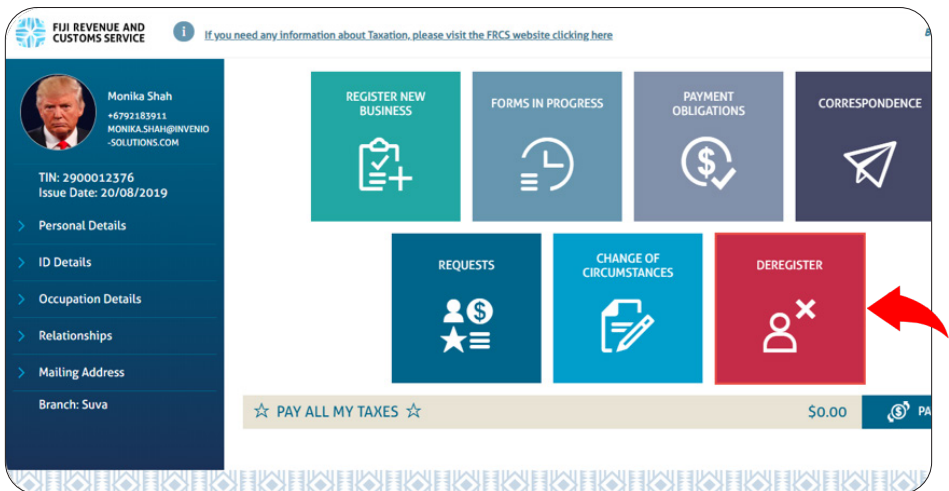 FIJI REVENUE AND
CUSTOMS SERVICE
If you need any information about Taxation, please visit the FRCS website clicking here
Monika Shah
+6792183911
MONIKA.SHAH@INVENIO
-SOLUTIONS.COM
TIN: 2900012376
Issue Date: 20/08/2019
Personal Details
ID Details
Occupation Details
Relationships
Mailing Address
Branch: Suva
REGISTER NEW
BUSINESS
FORMS IN PROGRESS
PAYMENT
OBLIGATIONS
CORRESPONDENCE
REQUESTS
CHANGE OF
CIRCUMSTANCES
DEREGISTER
☆ PAY ALL MY TAXES ☆
$0.00
PA